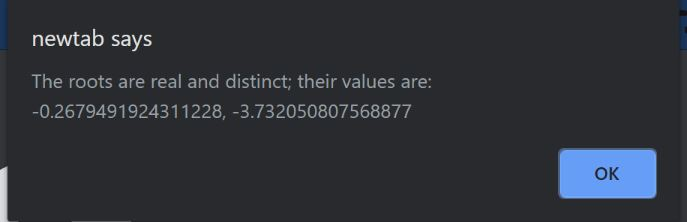 newtab says
The roots are real and distinct; their values are:
-0.2679491924311228, -3.732050807568877
OK